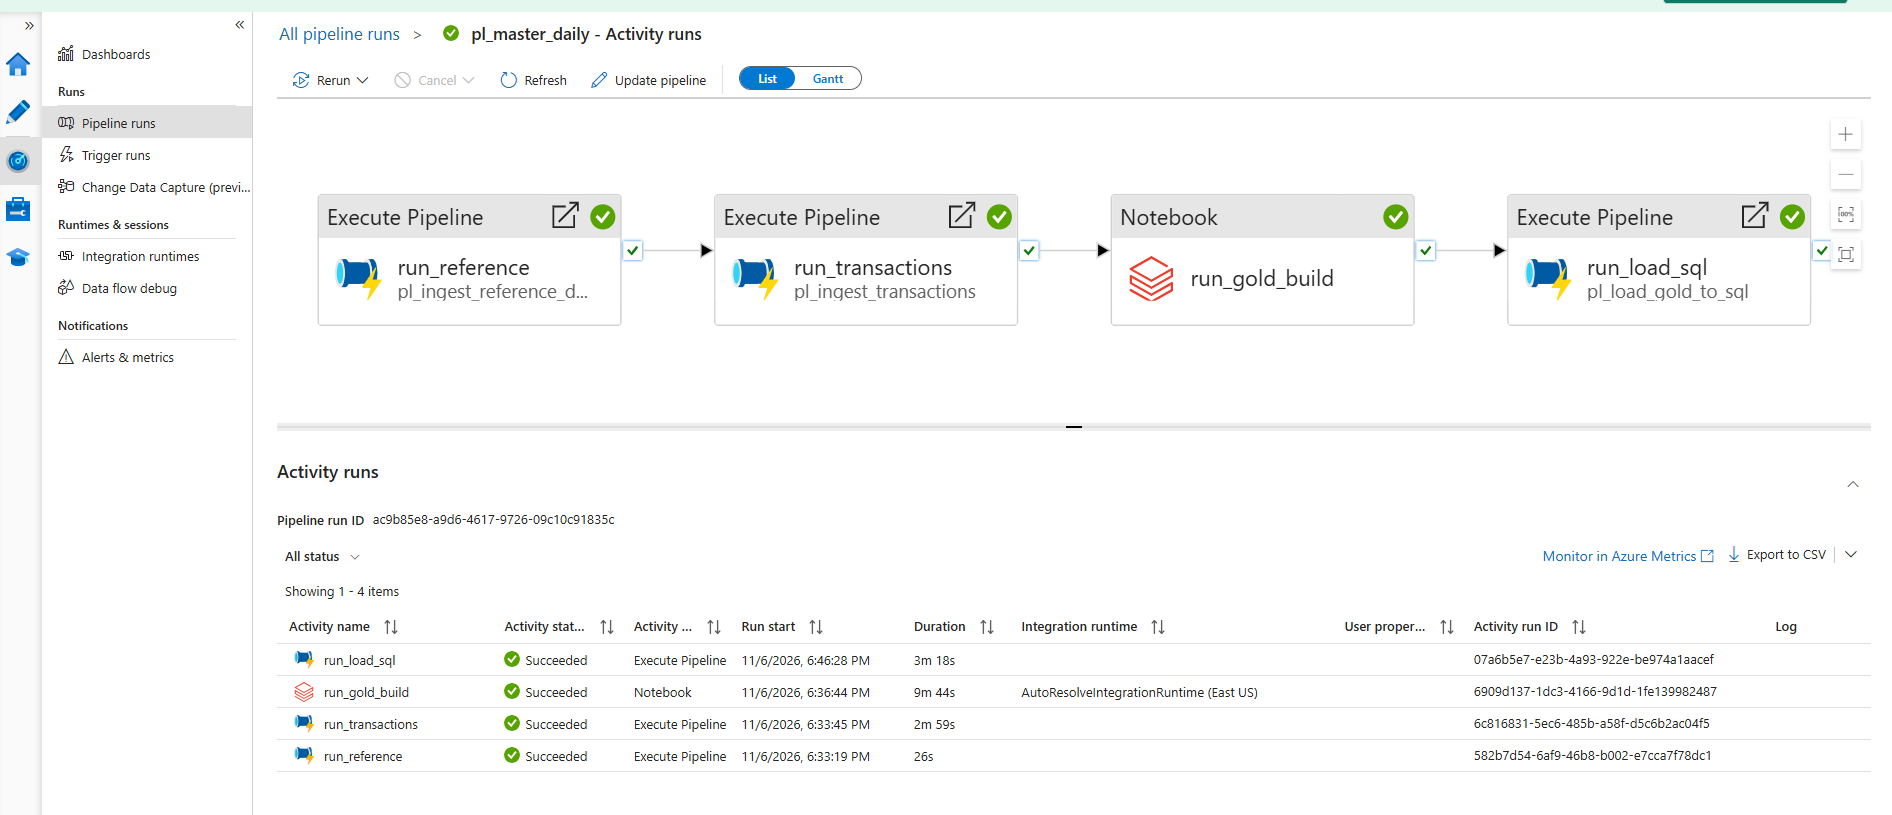 All pipeline runs > pl_master_daily - Activity runs
Rerun Cancel Refresh Update pipeline List Gantt
Dashboards
Runs
Pipeline runs
Trigger runs
Change Data Capture (previ...
Runtimes & sessions
Integration runtimes
Data flow debug
Notifications
Alerts & metrics
Execute Pipeline
run_reference
pl_ingest_reference_d...
Execute Pipeline
run_transactions
pl_ingest_transactions
Notebook
run_gold_build
Execute Pipeline
run_load_sql
pl_load_gold_to_sql
100%
Activity runs
Pipeline run ID ac9b85e8-a9d6-4617-9726-09c10c91835c
All status
Monitor in Azure Metrics Export to CSV
Showing 1 - 4 items
Activity name Activity stat... Activity ... Run start Duration Integration runtime User proper... Activity run ID Log
run_load_sql Succeeded Execute Pipeline 11/6/2026, 6:46:28 PM 3m 18s 07a6b5e7-e23b-4a93-922e-be974a1aacef
run_gold_build Succeeded Notebook 11/6/2026, 6:36:44 PM 9m 44s AutoResolveIntegrationRuntime (East US) 6909d137-1dc3-4166-9d1d-1fe139982487
run_transactions Succeeded Execute Pipeline 11/6/2026, 6:33:45 PM 2m 59s 6c816831-5ec6-485b-a58f-d5c6b2ac04f5
run_reference Succeeded Execute Pipeline 11/6/2026, 6:33:19 PM 26s 582b7d54-6af9-46b8-b002-e7cca7f78dc1